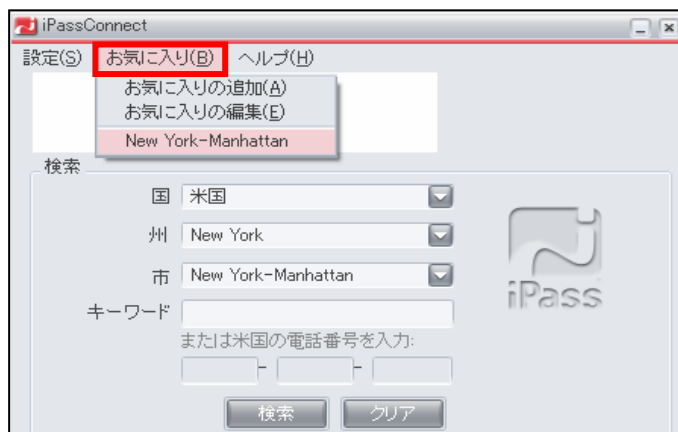 iPassConnect
設定(S) お気に入り(B) ヘルプ(H)
お気に入りの追加(A)
お気に入りの編集(E)
New York-Manhattan
検索
国 米国
州 New York
市 New York-Manhattan
キーワード
または米国の電話番号を入力:
- -
検索 クリア
iPass